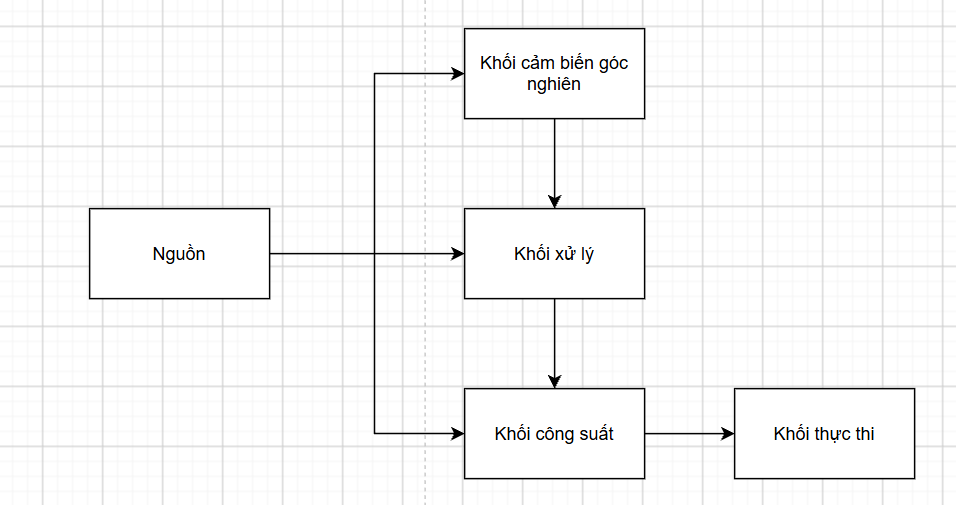 Khối cảm biến góc
nghiên
Nguồn
Khối xử lý
Khối công suất
Khối thực thi